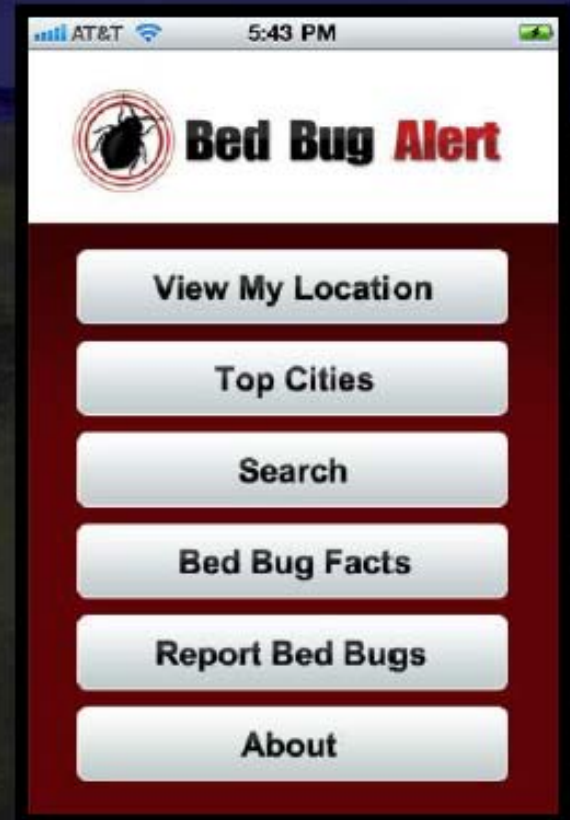 AT&T 5:43 PM
Bed Bug Alert
View My Location
Top Cities
Search
Bed Bug Facts
Report Bed Bugs
About